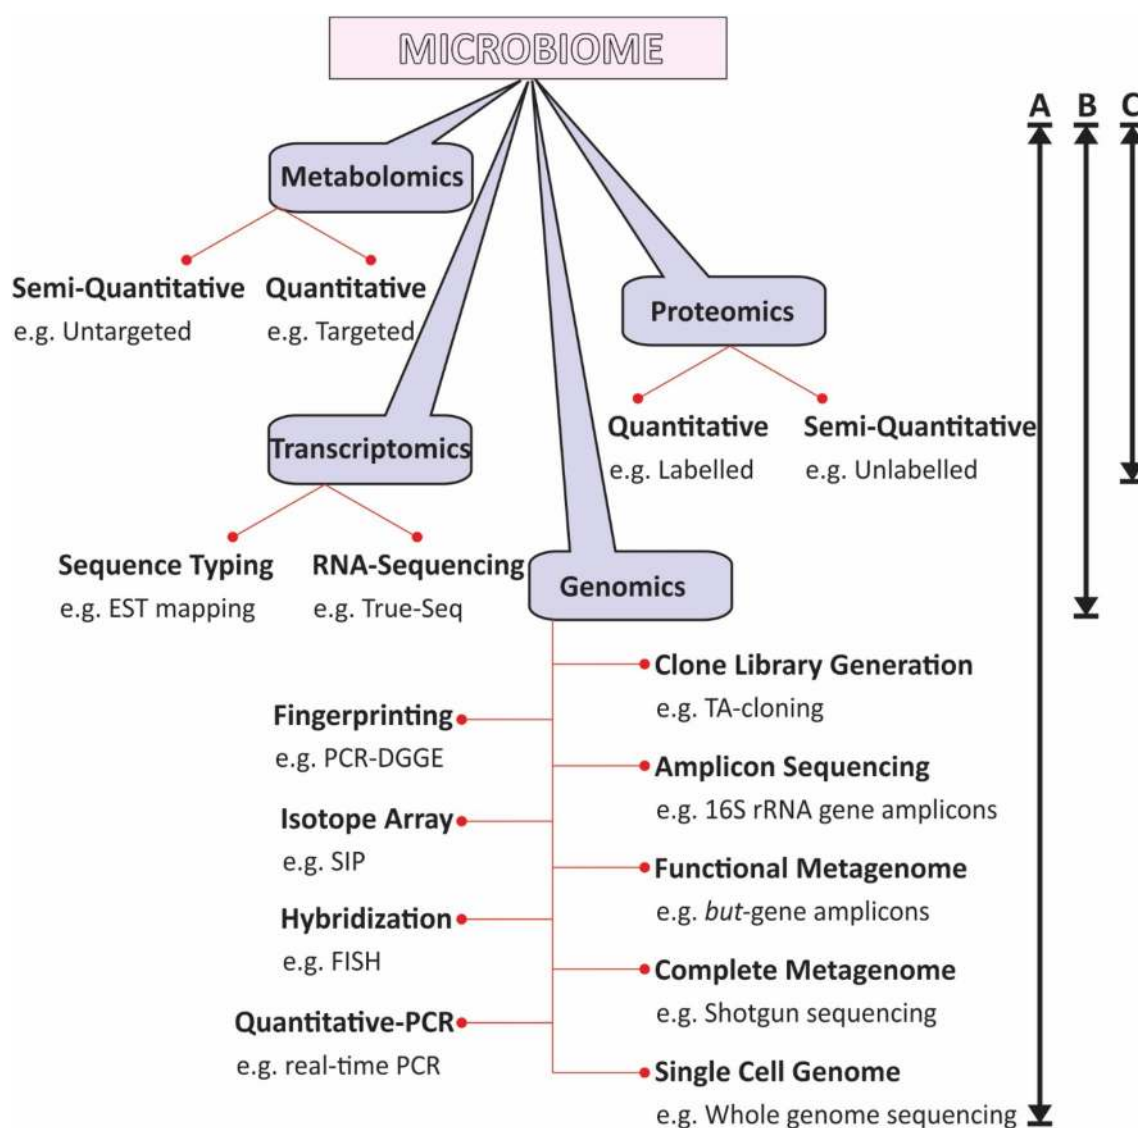 MICROBIOME
A B C
Metabolomics
Semi-Quantitative
e.g. Untargeted
Quantitative
e.g. Targeted
Proteomics
Quantitative
e.g. Labelled
Semi-Quantitative
e.g. Unlabelled
Transcriptomics
Sequence Typing
e.g. EST mapping
RNA-Sequencing
e.g. True-Seq
Genomics
Clone Library Generation
e.g. TA-cloning
Fingerprinting
e.g. PCR-DGGE
Amplicon Sequencing
e.g. 16S rRNA gene amplicons
Isotope Array
e.g. SIP
Functional Metagenome
e.g. but-gene amplicons
Hybridization
e.g. FISH
Complete Metagenome
e.g. Shotgun sequencing
Quantitative-PCR
e.g. real-time PCR
Single Cell Genome
e.g. Whole genome sequencing